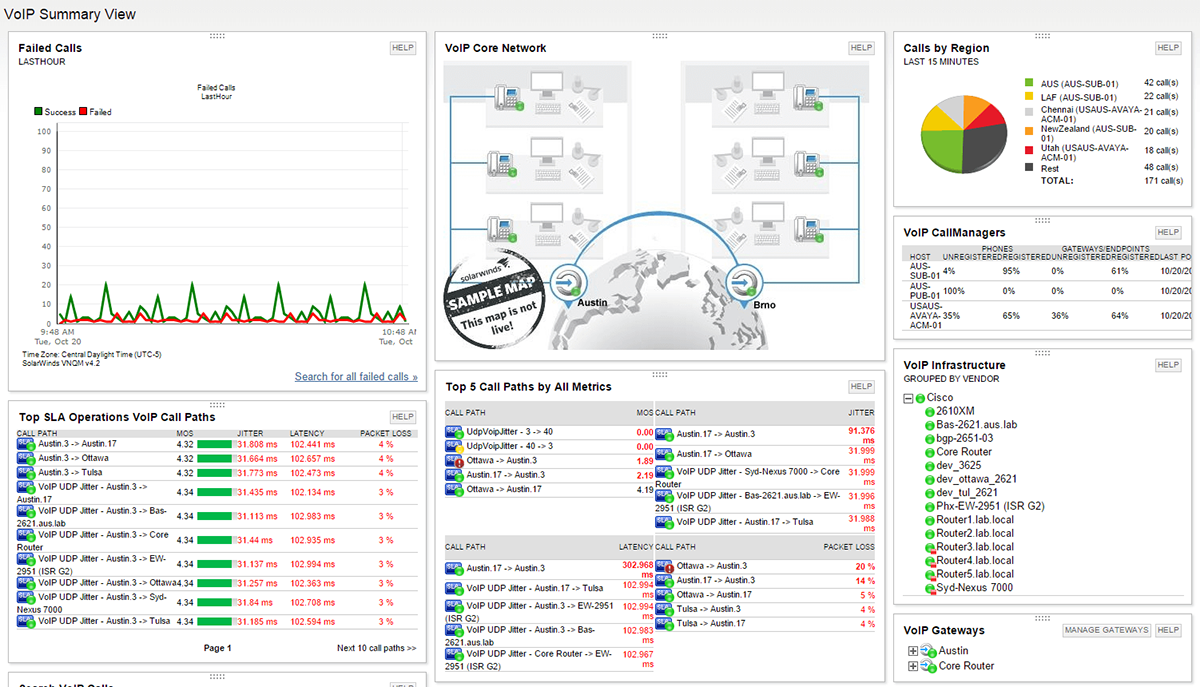 VoIP Summary View
Failed Calls
HELP
LASTHOUR
Failed Calls
LastHour
Success Failed
100
90
80
70
60
50
40
30
20
10
0
9:48 AM
Tue, Oct 20
10:48 AM
Tue, Oct
Time Zone: Central Daylight Time (UTC-5)
SolarWinds VNQM v4.2
Search for all failed calls »
Top SLA Operations VoIP Call Paths
HELP
CALL PATH MOS JITTER LATENCY PACKET LOSS
Austin.3 -> Austin.17 4.32 31.808 ms 102.441 ms 4 %
Austin.3 -> Ottawa 4.32 31.664 ms 102.657 ms 4 %
Austin.3 -> Tulsa 4.32 31.773 ms 102.473 ms 4 %
VoIP UDP Jitter - Austin.3 ->
Austin.17 4.34 31.435 ms 102.134 ms 3 %
VoIP UDP Jitter - Austin.3 -> Bas-
2621.aus.lab 4.34 31.113 ms 102.983 ms 3 %
VoIP UDP Jitter - Austin.3 -> Core
Router 4.34 31.44 ms 102.935 ms 3 %
VoIP UDP Jitter - Austin.3 -> EW-
2951 (ISR G2) 4.34 31.137 ms 102.994 ms 3 %
VoIP UDP Jitter - Austin.3 -> Ottawa 4.34 31.257 ms 102.363 ms 3 %
VoIP UDP Jitter - Austin.3 -> Syd-
Nexus 7000 4.34 31.84 ms 102.708 ms 3 %
VoIP UDP Jitter - Austin.3 -> Tulsa 4.34 31.185 ms 102.594 ms 3 %
Page 1
Next 10 call paths >>
HELP
VoIP Core Network
HELP
solarwinds
SAMPLE MAP
This map is not
live!
Austin
Brno
Top 5 Call Paths by All Metrics
HELP
CALL PATH MOS
UdpVoipJitter - 3 -> 40 0.00
UdpVoipJitter - 40 -> 3 0.00
Ottawa -> Austin.3 1.89
Austin.17 -> Austin.3 2.19
Ottawa -> Austin.17 4.19
CALL PATH JITTER
Austin.17 -> Austin.3 91.376
ms
Austin.17 -> Ottawa 31.999
ms
VoIP UDP Jitter - Syd-Nexus 7000 -> Core 31.999
Router ms
VoIP UDP Jitter - Bas-2621.aus.lab -> EW- 31.996
2951 (ISR G2) ms
VoIP UDP Jitter - Austin.17 -> Tulsa 31.988
ms
CALL PATH LATENCY
Austin.17 -> Austin.3 302.968
ms
VoIP UDP Jitter - Austin.17 -> Tulsa 102.994
ms
VoIP UDP Jitter - Austin.3 -> EW-2951 102.994
(ISR G2) ms
VoIP UDP Jitter - Austin.3 -> Bas- 102.983
2621.aus.lab ms
VoIP UDP Jitter - Core Router -> EW- 102.967
2951 (ISR G2) ms
CALL PATH PACKET LOSS
Ottawa -> Austin.3 20 %
Austin.17 -> Austin.3 14 %
Ottawa -> Austin.17 5 %
Tulsa -> Austin.3 4 %
Tulsa -> Austin.17 4 %
Calls by Region
HELP
LAST 15 MINUTES
AUS (AUS-SUB-01) 42 call(s)
LAF (AUS-SUB-01) 22 call(s)
Chennai (USAUS-AVAYA-
ACM-01) 21 call(s)
NewZealand (AUS-SUB-
01) 20 call(s)
Utah (USAUS-AVAYA-
ACM-01) 18 call(s)
Rest 48 call(s)
TOTAL: 171 call(s)
VoIP CallManagers
HELP
PHONES GATEWAYS/ENDPOINTS
HOST UNREGISTERED REGISTERED UNREGISTERED REGISTERED LAST PO
AUS-
SUB-01 4% 95% 0% 61% 10/20/20
AUS-
PUB-01 100% 0% 0% 0% 10/20/20
USAUS-
AVAYA-
ACM-01 35% 65% 36% 64% 10/20/20
VoIP Infrastructure
HELP
GROUPED BY VENDOR
Cisco
2610XM
Bas-2621.aus.lab
bgp-2651-03
Core Router
dev_3625
dev_ottawa_2621
dev_tul_2621
Phx-EW-2951 (ISR G2)
Router1.lab.local
Router2.lab.local
Router3.lab.local
Router4.lab.local
Router5.lab.local
Syd-Nexus 7000
VoIP Gateways
MANAGE GATEWAYS HELP
Austin
Core Router